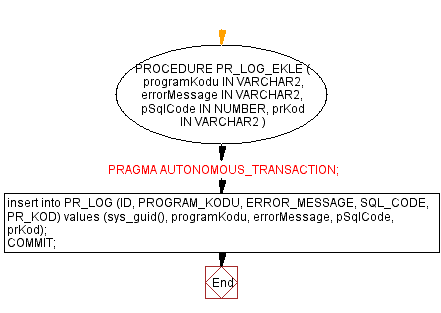 PROCEDURE PR_LOG_EKLE (
programKodu IN VARCHAR2,
errorMessage IN VARCHAR2,
pSqlCode IN NUMBER, prKod
IN VARCHAR2 )
PRAGMA AUTONOMOUS_TRANSACTION;
insert into PR_LOG (ID, PROGRAM_KODU, ERROR_MESSAGE, SQL_CODE,
PR_KOD) values (sys_guid(), programKodu, errorMessage, pSqlCode,
prKod);
COMMIT;
End